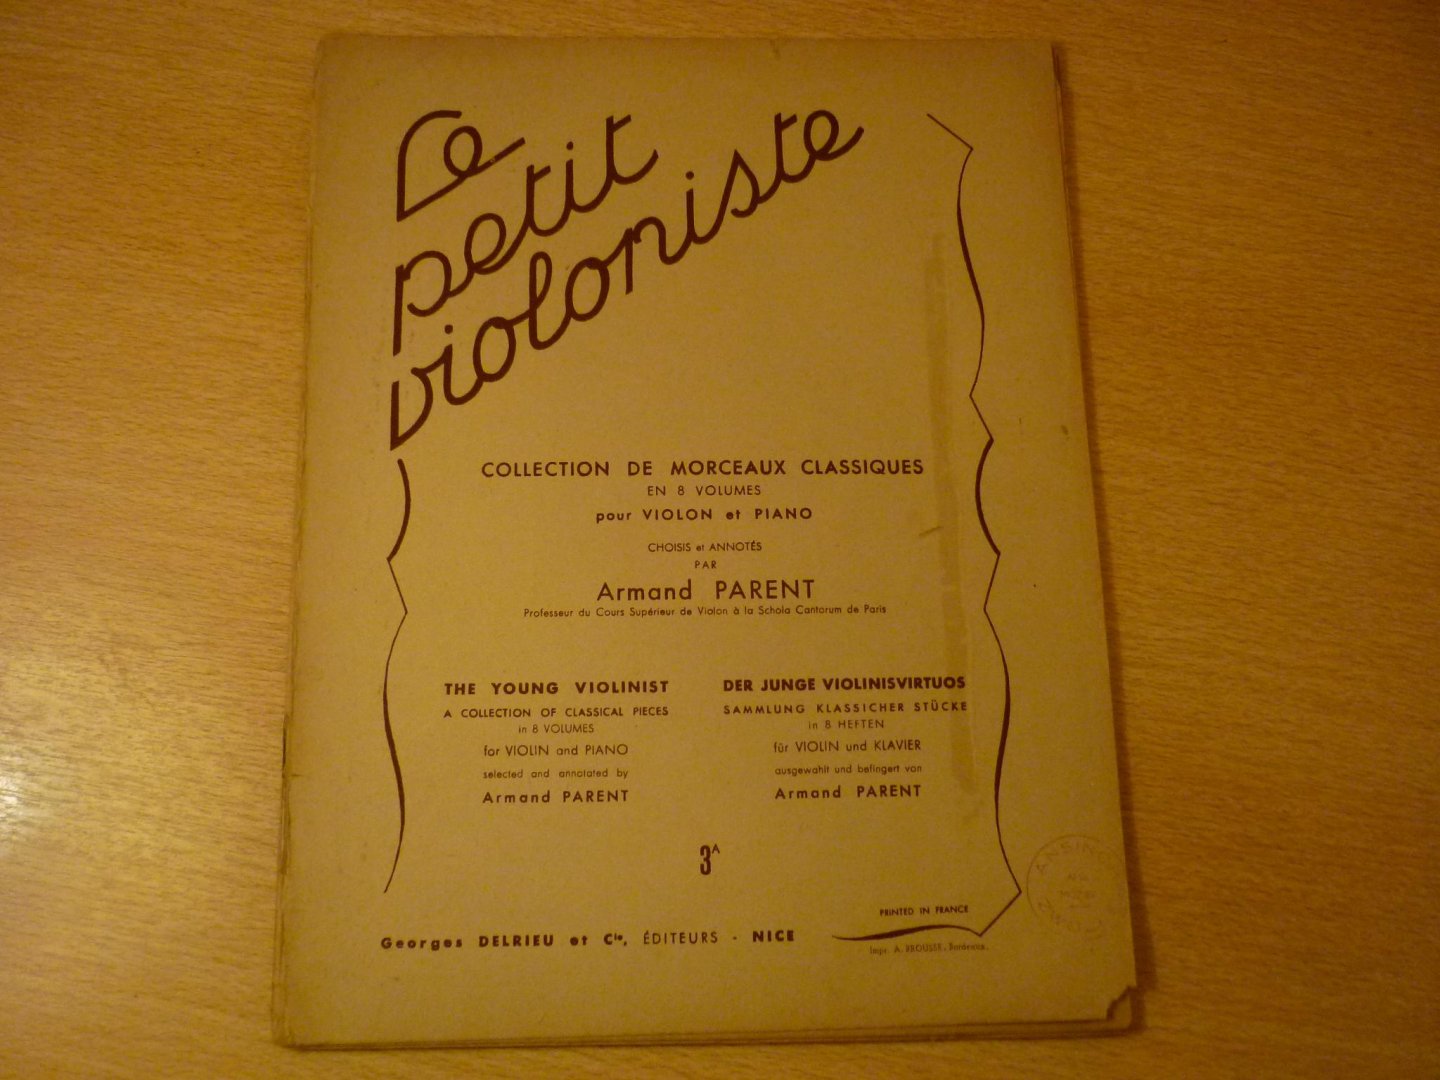 Le
petit
violoniste
COLLECTION DE MORCEAUX CLASSIQUES
EN 8 VOLUMES
pour VIOLON et PIANO
CHOISIS et ANNOTÉS
PAR
Armand PARENT
Professeur du Cours Supérieur de Violon à la Schola Cantorum de Paris
THE YOUNG VIOLINIST
A COLLECTION OF CLASSICAL PIECES
in 8 VOLUMES
for VIOLIN and PIANO
selected and annotated by
Armand PARENT
DER JUNGE VIOLINISVIRTUOS
SAMMLUNG KLASSICHER STÜCKE
in 8 HEFTEN
für VIOLIN und KLAVIER
ausgewahlt und befingert von
Armand PARENT
3A
PRINTED IN FRANCE
Georges DELRIEU et Cie, ÉDITEURS - NICE
Impr. A. BROUSSE, Bordeaux.